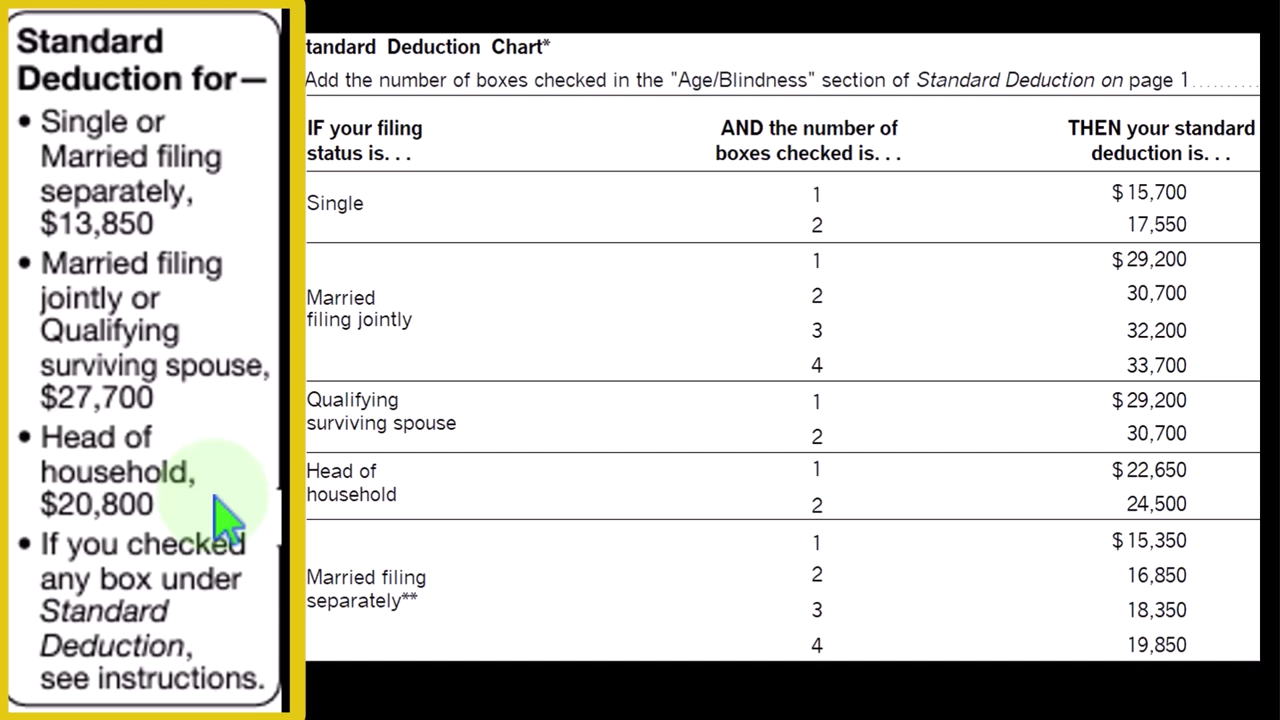 Standard
Deduction for—
• Single or
Married filing
separately,
$13,850
• Married filing
jointly or
Qualifying
surviving spouse,
$27,700
• Head of
household,
$20,800
• If you checked
any box under
Standard
Deduction,
see instructions.
tandard Deduction Chart*
Add the number of boxes checked in the "Age/Blindness" section of Standard Deduction on page 1..........
IF your filing
status is. . .
AND the number of
boxes checked is. . .
THEN your standard
deduction is. . .
Single
1 $15,700
2 17,550
Married
filing jointly
1 $29,200
2 30,700
3 32,200
4 33,700
Qualifying
surviving spouse
1 $29,200
2 30,700
Head of
household
1 $22,650
2 24,500
Married filing
separately**
1 $15,350
2 16,850
3 18,350
4 19,850